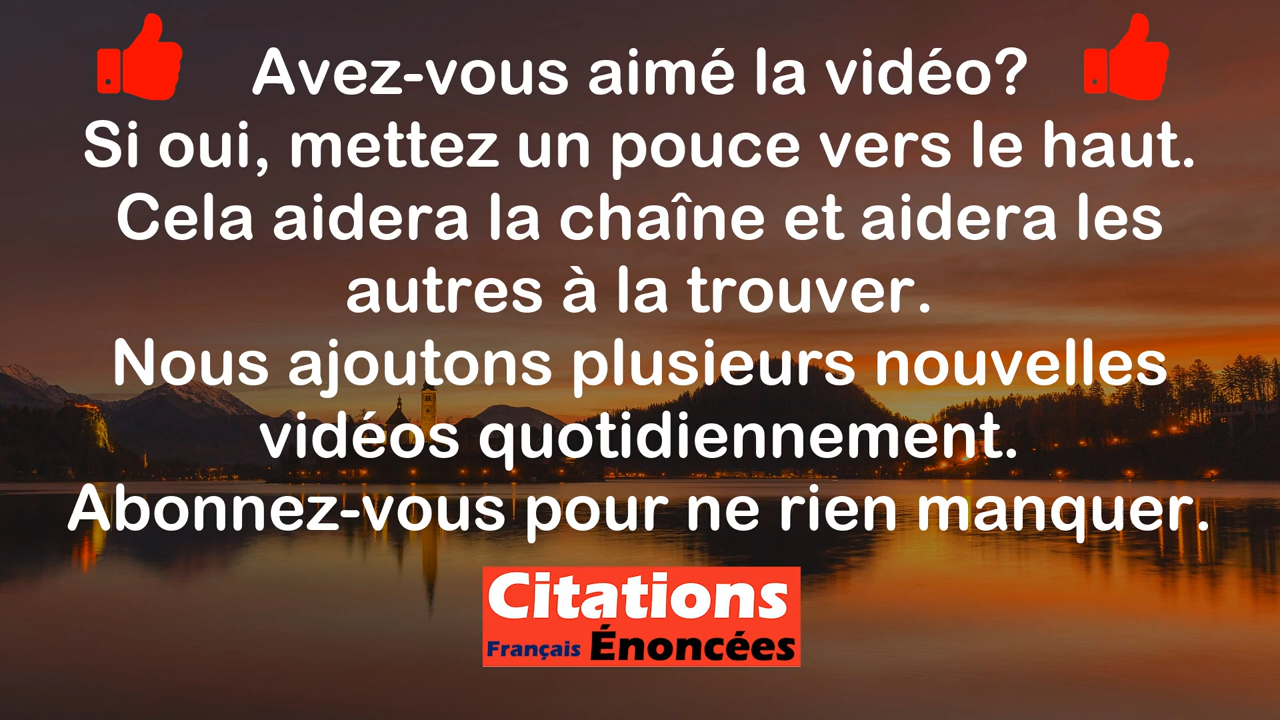 Avez-vous aimé la vidéo?
Si oui, mettez un pouce vers le haut.
Cela aidera la chaîne et aidera les
autres à la trouver.
Nous ajoutons plusieurs nouvelles
vidéos quotidiennement.
Abonnez-vous pour ne rien manquer.
Citations
Français Énoncées